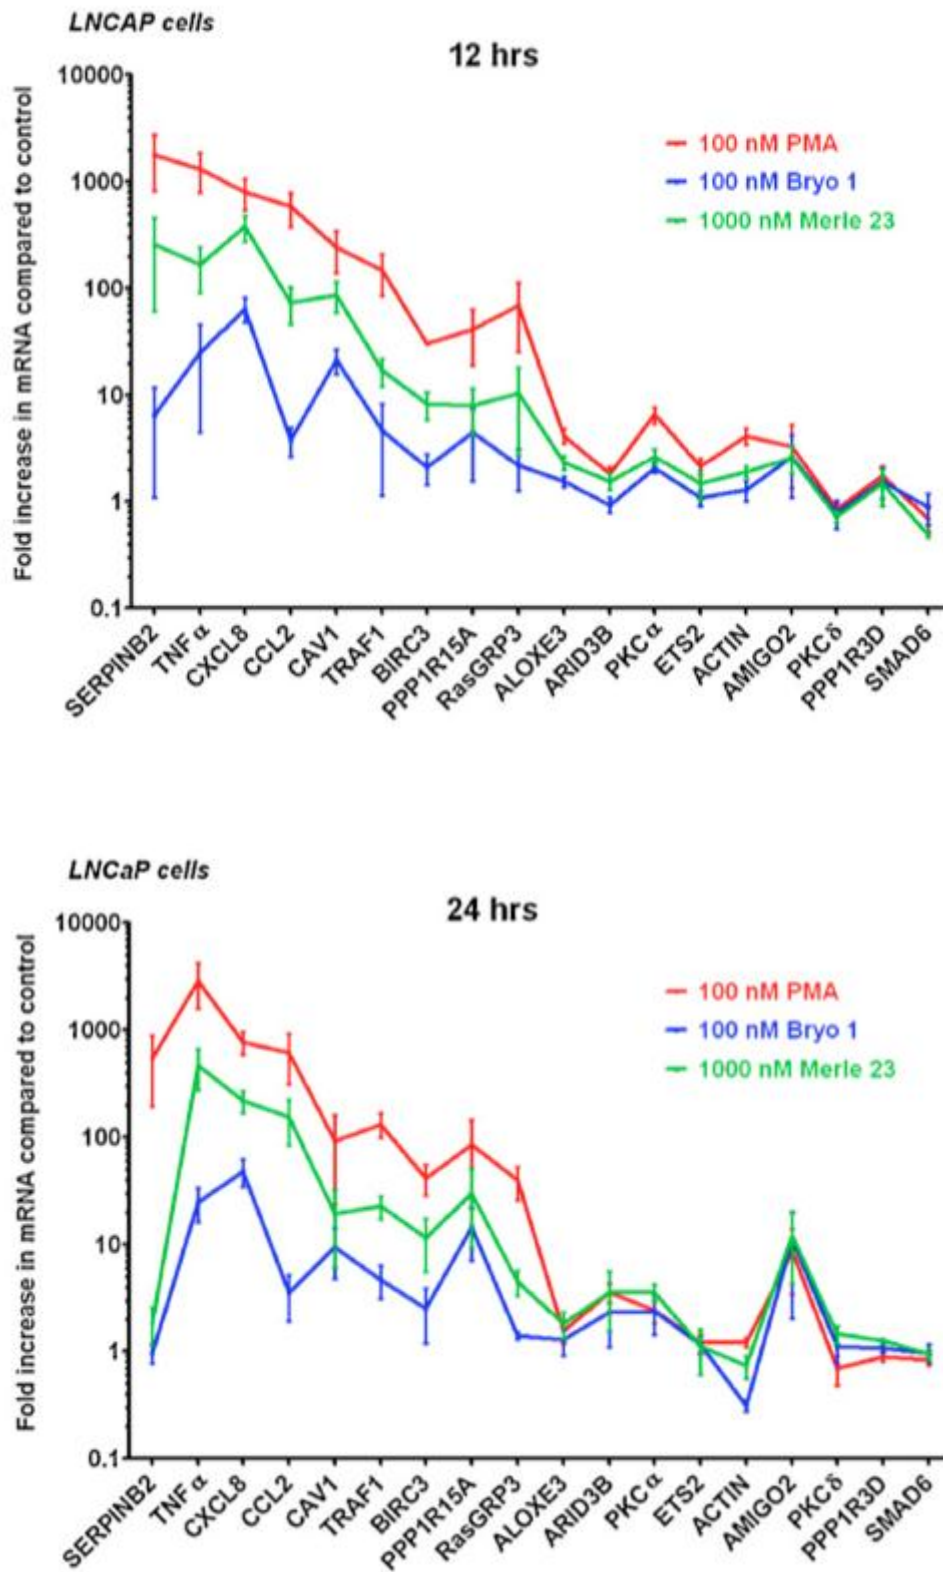 LNCAP cells
12 hrs
Fold increase in mRNA compared to control
10000
1000
100
10
1
0.1
100 nM PMA
100 nM Bryo 1
1000 nM Merle 23
SERPINB2
TNFα
CXCL8
CCL2
CAV1
TRAF1
BIRC3
PPP1R15A
RasGRP3
ALOXE3
ARID3B
PKCα
ETS2
ACTIN
AMIGO2
PKCδ
PPP1R3D
SMAD6
LNCaP cells
24 hrs
Fold increase in mRNA compared to control
10000
1000
100
10
1
0.1
100 nM PMA
100 nM Bryo 1
1000 nM Merle 23
SERPINB2
TNFα
CXCL8
CCL2
CAV1
TRAF1
BIRC3
PPP1R15A
RasGRP3
ALOXE3
ARID3B
PKCα
ETS2
ACTIN
AMIGO2
PKCδ
PPP1R3D
SMAD6